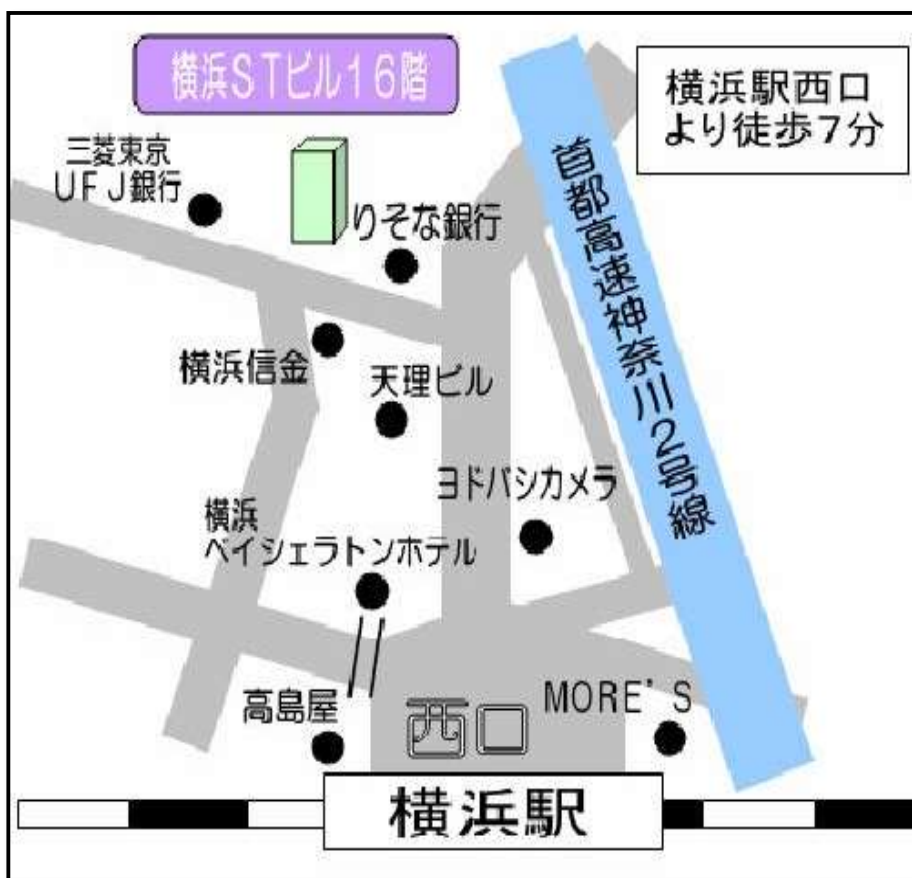 横浜STビル16階
横浜駅西口
より徒歩7分
三菱東京
UFJ銀行
りそな銀行
首都高速神奈川2号線
横浜信金
天理ビル
ヨドバシカメラ
横浜
ベイシェラトンホテル
高島屋
西口
MORE'S
横浜駅